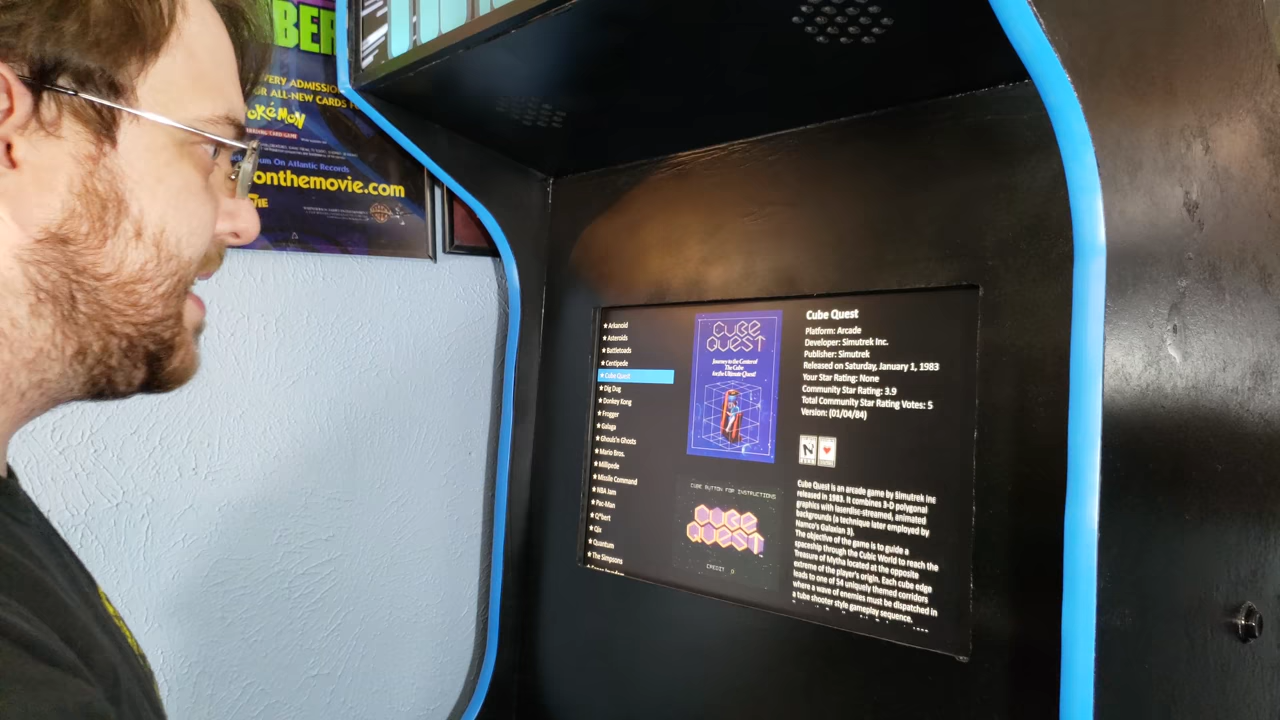 BER
VERY ADMISSIO
OR ALL-NEW CARDS F
OKéMON
Atlantic Records
onthemovie.com
VIE
★ Arkanoid
★ Asteroids
★ Battletoads
★ Centipede
★ Cube Quest
★ Dig Dug
★ Donkey Kong
★ Frogger
★ Galaga
★ Ghouls'n Ghosts
★ Mario Bros.
★ Millipede
★ Missile Command
★ NBA Jam
★ Pac-Man
★ Q*bert
★ Qix
★ Quantum
★ The Simpsons
CUBE
QUEST
Journey to the Center of
The Cube
for the Ultimate Quest!
CUBE BUTTON FOR INSTRUCTIONS
CUBE
QUEST
CREDIT 0
Cube Quest
Platform: Arcade
Developer: Simutrek Inc.
Publisher: Simutrek
Released on Saturday, January 1, 1983
Your Star Rating: None
Community Star Rating: 3.9
Total Community Star Rating Votes: 5
Version: (01/04/84)
Cube Quest is an arcade game by Simutrek Inc
released in 1983. It combines 3-D polygonal
graphics with laserdisc-streamed, animated
backgrounds (a technique later employed by
Namco's Galaxian 3).
The objective of the game is to guide a
spaceship through the Cubic World to reach the
Treasure of Mytha located at the opposite
extreme of the player's origin. Each cube edge
leads to one of 54 uniquely themed corridors
where a wave of enemies must be dispatched in
a tube shooter style gameplay sequence.